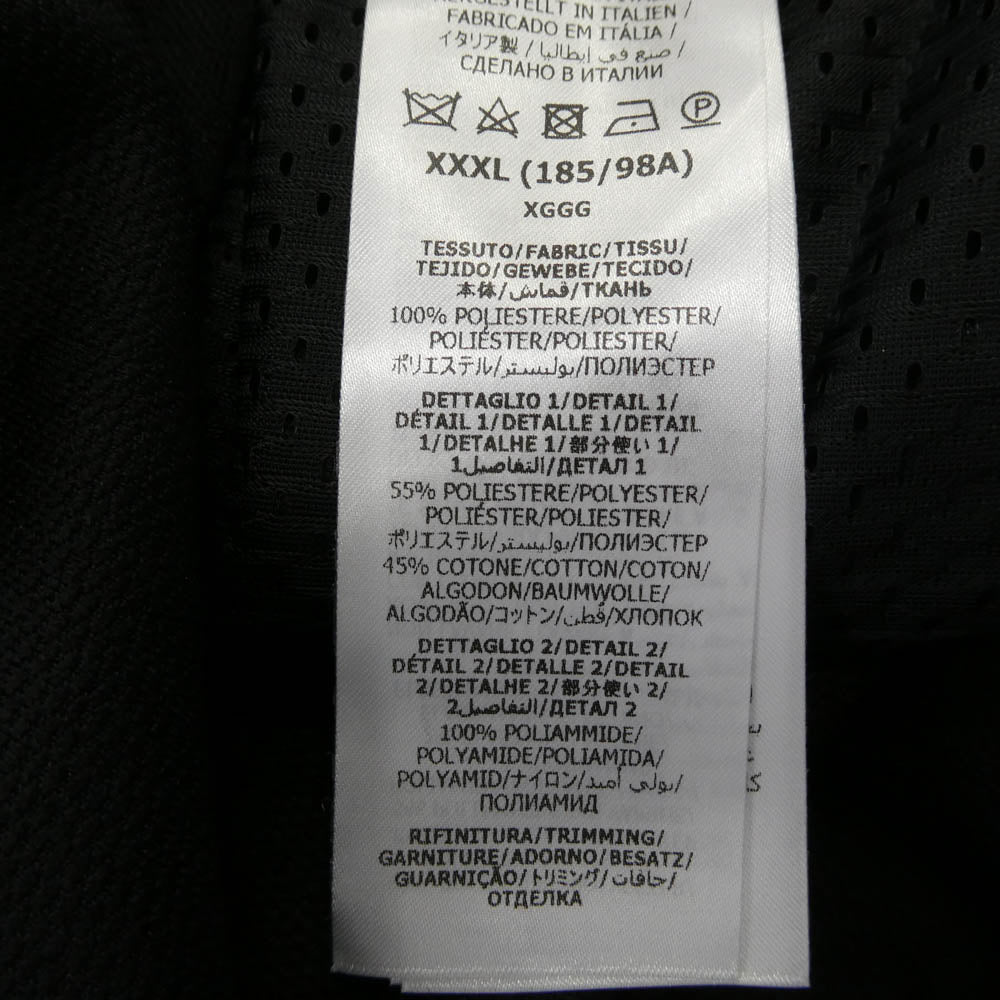 HERGESTELLT IN ITALIEN /
FABRICADO EM ITÁLIA /
イタリア製 / صنع في إيطاليا /
СДЕЛАНО В ИТАЛИИ
P
XXXL (185/98A)
XGGG
TESSUTO/FABRIC/TISSU/
TEJIDO/GEWEBE/TECIDO/
本体/قماش/ТКАНЬ
100% POLIESTERE/POLYESTER/
POLIÉSTER/POLIESTER/
ポリエステル/بوليستر/ПОЛИЭСТЕР
DETTAGLIO 1/DETAIL 1/
DÉTAIL 1/DETALLE 1/DETAIL
1/DETALHE 1/部分使い 1/
التفاصيل1/ДЕТАЛ 1
55% POLIESTERE/POLYESTER/
POLIÉSTER/POLIESTER/
ポリエステル/بوليستر/ПОЛИЭСТЕР
45% COTONE/COTTON/COTON/
ALGODON/BAUMWOLLE/
ALGODÃO/コットン/قطن/ХЛОПОК
DETTAGLIO 2/DETAIL 2/
DÉTAIL 2/DETALLE 2/DETAIL
2/DETALHE 2/部分使い 2/
التفاصيل2/ДЕТАЛ 2
100% POLIAMMIDE/
POLYAMIDE/POLIAMIDA/
POLYAMID/ナイロン/بولي أميد/
ПОЛИАМИД
RIFINITURA/TRIMMING/
GARNITURE/ADORNO/BESATZ/
GUARNIÇÃO/トリミング/حافات/
ОТДЕЛКА